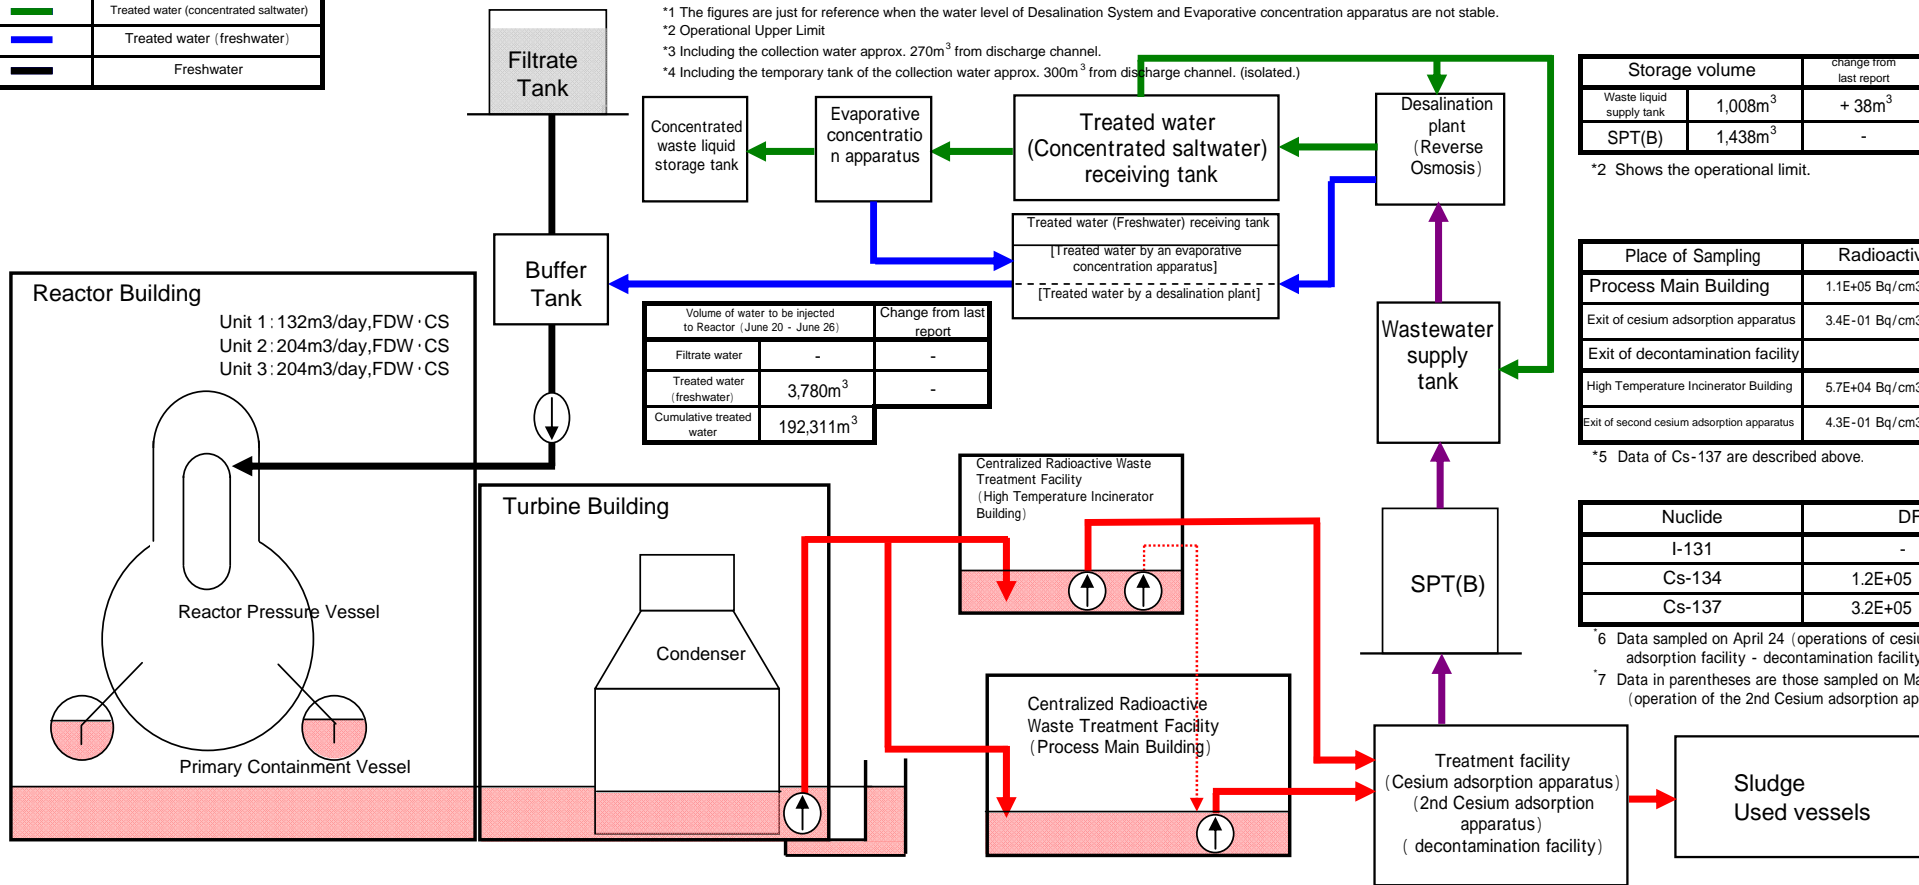 Treated water (concentrated saltwater)
Treated water (freshwater)
Freshwater
*1 The figures are just for reference when the water level of Desalination System and Evaporative concentration apparatus are not stable.
*2 Operational Upper Limit
*3 Including the collection water approx. 270m3 from discharge channel.
*4 Including the temporary tank of the collection water approx. 300m3 from discharge channel. (isolated.)
Filtrate
Tank
Concentrated
waste liquid
storage tank
Evaporative
concentratio
n apparatus
Treated water
(Concentrated saltwater)
receiving tank
Desalination
plant
(Reverse
Osmosis)
Storage volume
change from
last report
Waste liquid
supply tank
1,008m3
+ 38m3
SPT(B)
1,438m3
-
*2 Shows the operational limit.
Treated water (Freshwater) receiving tank
[Treated water by an evaporative
concentration apparatus]
[Treated water by a desalination plant]
Buffer
Tank
Reactor Building
Unit 1:132m3/day,FDW・CS
Unit 2:204m3/day,FDW・CS
Unit 3:204m3/day,FDW・CS
Volume of water to be injected
to Reactor (June 20 - June 26)
Change from last
report
Filtrate water
-
-
Treated water
(freshwater)
3,780m3
-
Cumulative treated
water
192,311m3
Wastewater
supply
tank
Place of Sampling
Process Main Building
1.1E+05 Bq/cm3
Exit of cesium adsorption apparatus
3.4E-01 Bq/cm3
Exit of decontamination facility
High Temperature Incinerator Building
5.7E+04 Bq/cm3
Exit of second cesium adsorption apparatus
4.3E-01 Bq/cm3
*5 Data of Cs-137 are described above.
Centralized Radioactive Waste
Treatment Facility
(High Temperature Incinerator
Building)
Turbine Building
Nuclide
DF
I-131
-
Cs-134
1.2E+05
Cs-137
3.2E+05
*6 Data sampled on April 24 (operations of
adsorption facility - decontamination facility
*7 Data in parentheses are those sampled on
(operation of the 2nd Cesium adsorption
SPT(B)
Reactor Pressure Vessel
Condenser
Primary Containment Vessel
Centralized Radioactive
Waste Treatment Facility
(Process Main Building)
Treatment facility
(Cesium adsorption apparatus)
(2nd Cesium adsorption
apparatus)
( decontamination facility)
Sludge
Used vessels